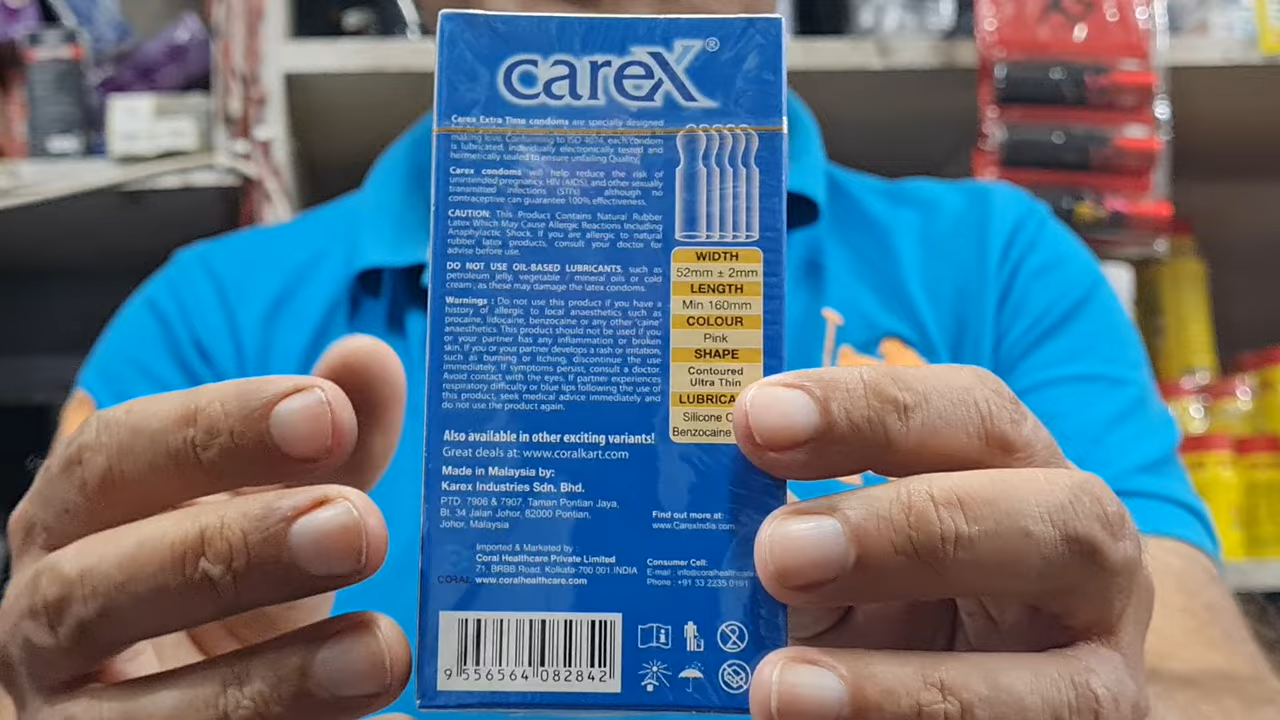 carex®
Carex Extra Time condoms are specially designed
making love. Conforming to ISO 4074, each condom
is lubricated, individually electronically tested and
hermetically sealed to ensure unfailing Quality.
Carex condoms will help reduce the risk of
unintended pregnancy, HIV (AIDS), and other sexually
transmitted infections (STIs) - although no
contraceptive can guarantee 100% effectiveness.
CAUTION: This Product Contains Natural Rubber
Latex Which May Cause Allergic Reactions Including
Anaphylactic Shock. If you are allergic to natural
rubber latex products, consult your doctor for
advise before use.
DO NOT USE OIL-BASED LUBRICANTS, such as
petroleum jelly, vegetable / mineral oils or cold
cream, as these may damage the latex condoms.
Warnings : Do not use this product if you have a
history of allergic to local anaesthetics such as
procaine, lidocaine, benzocaine or any other "caine"
anaesthetics. This product should not be used if you
or your partner has any inflammation or broken
skin. If you or your partner develops a rash or irritation,
such as burning or itching, discontinue the use
immediately. If symptoms persist, consult a doctor.
Avoid contact with the eyes. If partner experiences
respiratory difficulty or blue lips following the use of
this product, seek medical advice immediately and
do not use the product again.
WIDTH
52mm ± 2mm
LENGTH
Min 160mm
COLOUR
Pink
SHAPE
Contoured
Ultra Thin
LUBRICA
Silicone O
Benzocaine
Also available in other exciting variants!
Great deals at: www.coralkart.com
Made in Malaysia by:
Karex Industries Sdn. Bhd.
PTD. 7906 & 7907, Taman Pontian Jaya,
Bt. 34 Jalan Johor, 82000 Pontian,
Johor, Malaysia
Find out more at:
www.CarexIndia.com
Imported & Marketed by :
Coral Healthcare Private Limited
71, BRBB Road, Kolkata-700 001.INDIA
CORAL www.coralhealthcare.com
Consumer Cell:
E-mail : info@coralhealthcare
Phone : +91 33 2235 0191
9 556564 082842